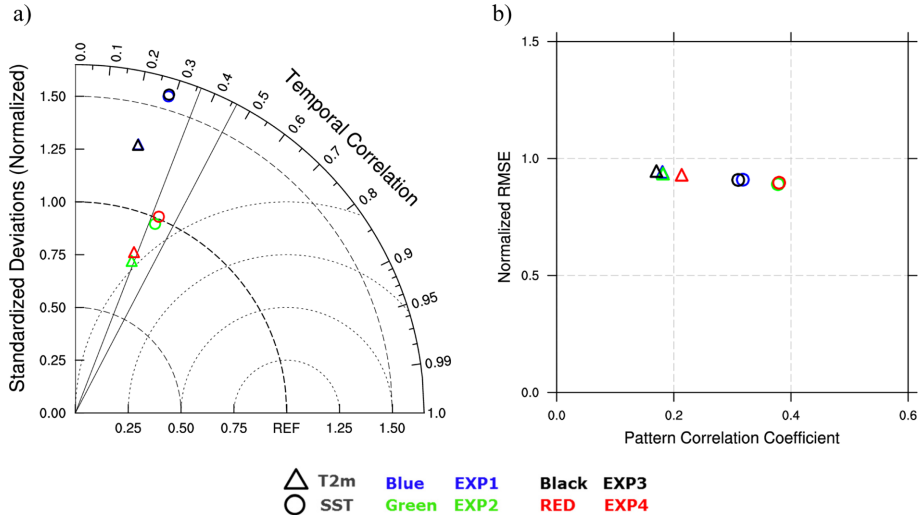 a)
b)
Standardized Deviations (Normalized)
1.50
1.25
1.00
0.75
0.50
0.25
0.00
0.25 0.50 0.75 REF 1.25 1.50
0.0 0.1 0.2 0.3 0.4 0.5 0.6 0.7 0.8 0.9 0.95 0.99 1.0
Temporal Correlation
Normalized RMSE
1.5
1.0
0.5
0.0
0.0 0.2 0.4 0.6
Pattern Correlation Coefficient
T2m Blue EXP1 Black EXP3
SST Green EXP2 RED EXP4